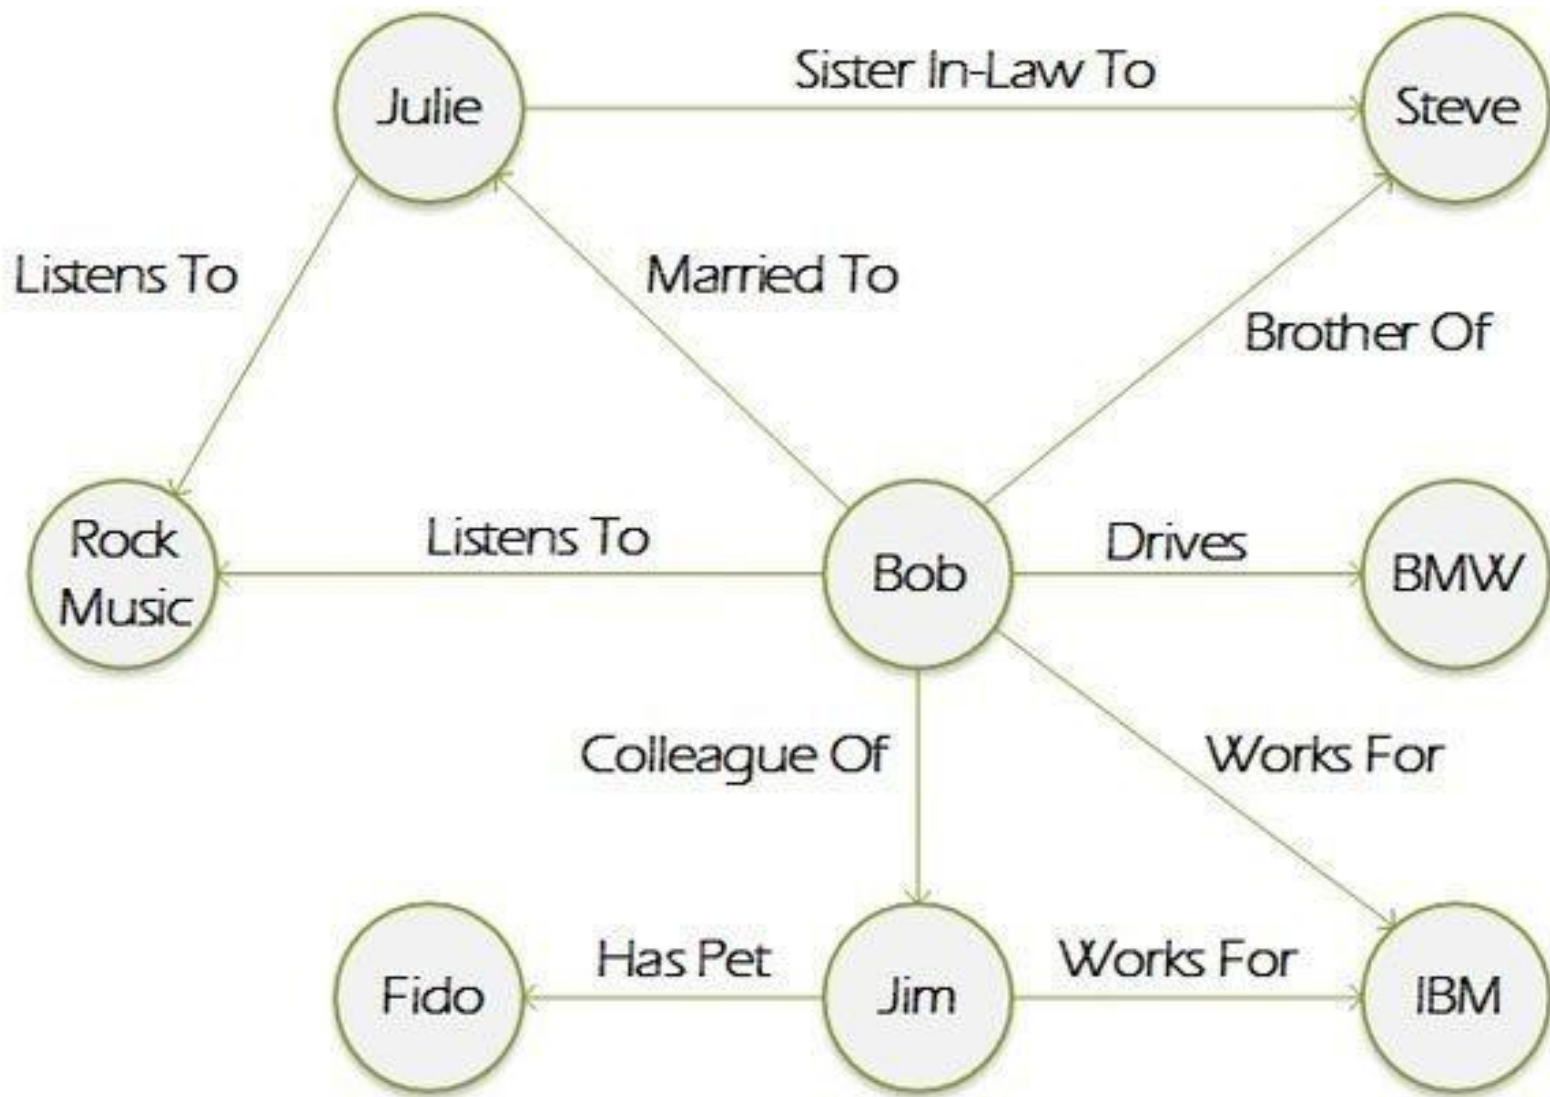 Julie
Sister In-Law To
Steve
Listens To
Married To
Brother Of
Rock
Music
Listens To
Bob
Drives
BMW
Colleague Of
Works For
Fido
Has Pet
Jim
Works For
IBM